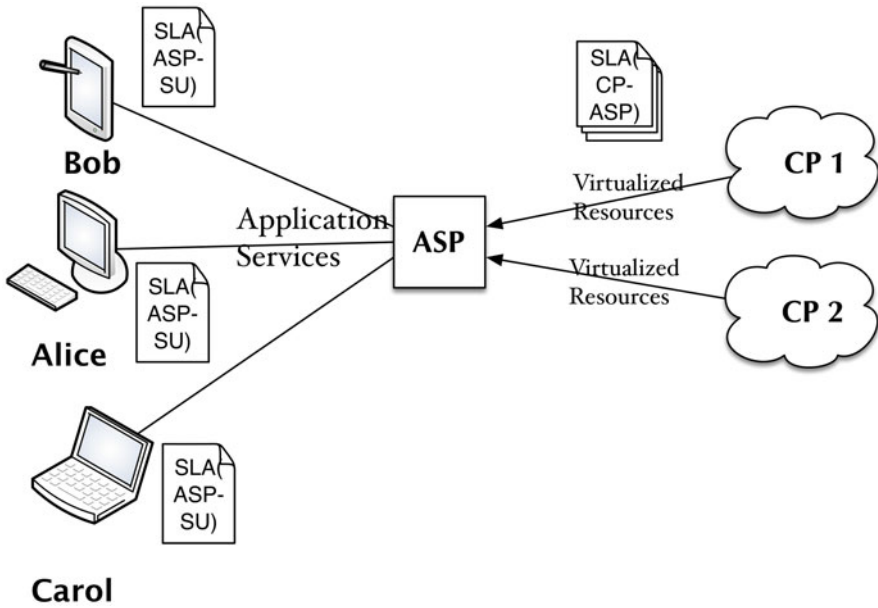 SLA(
ASP-
SU)
Bob
SLA(
CP-
ASP)
CP 1
Virtualized
Resources
Application
Services
ASP
SLA(
ASP-
SU)
Alice
Virtualized
Resources
CP 2
SLA(
ASP-
SU)
Carol